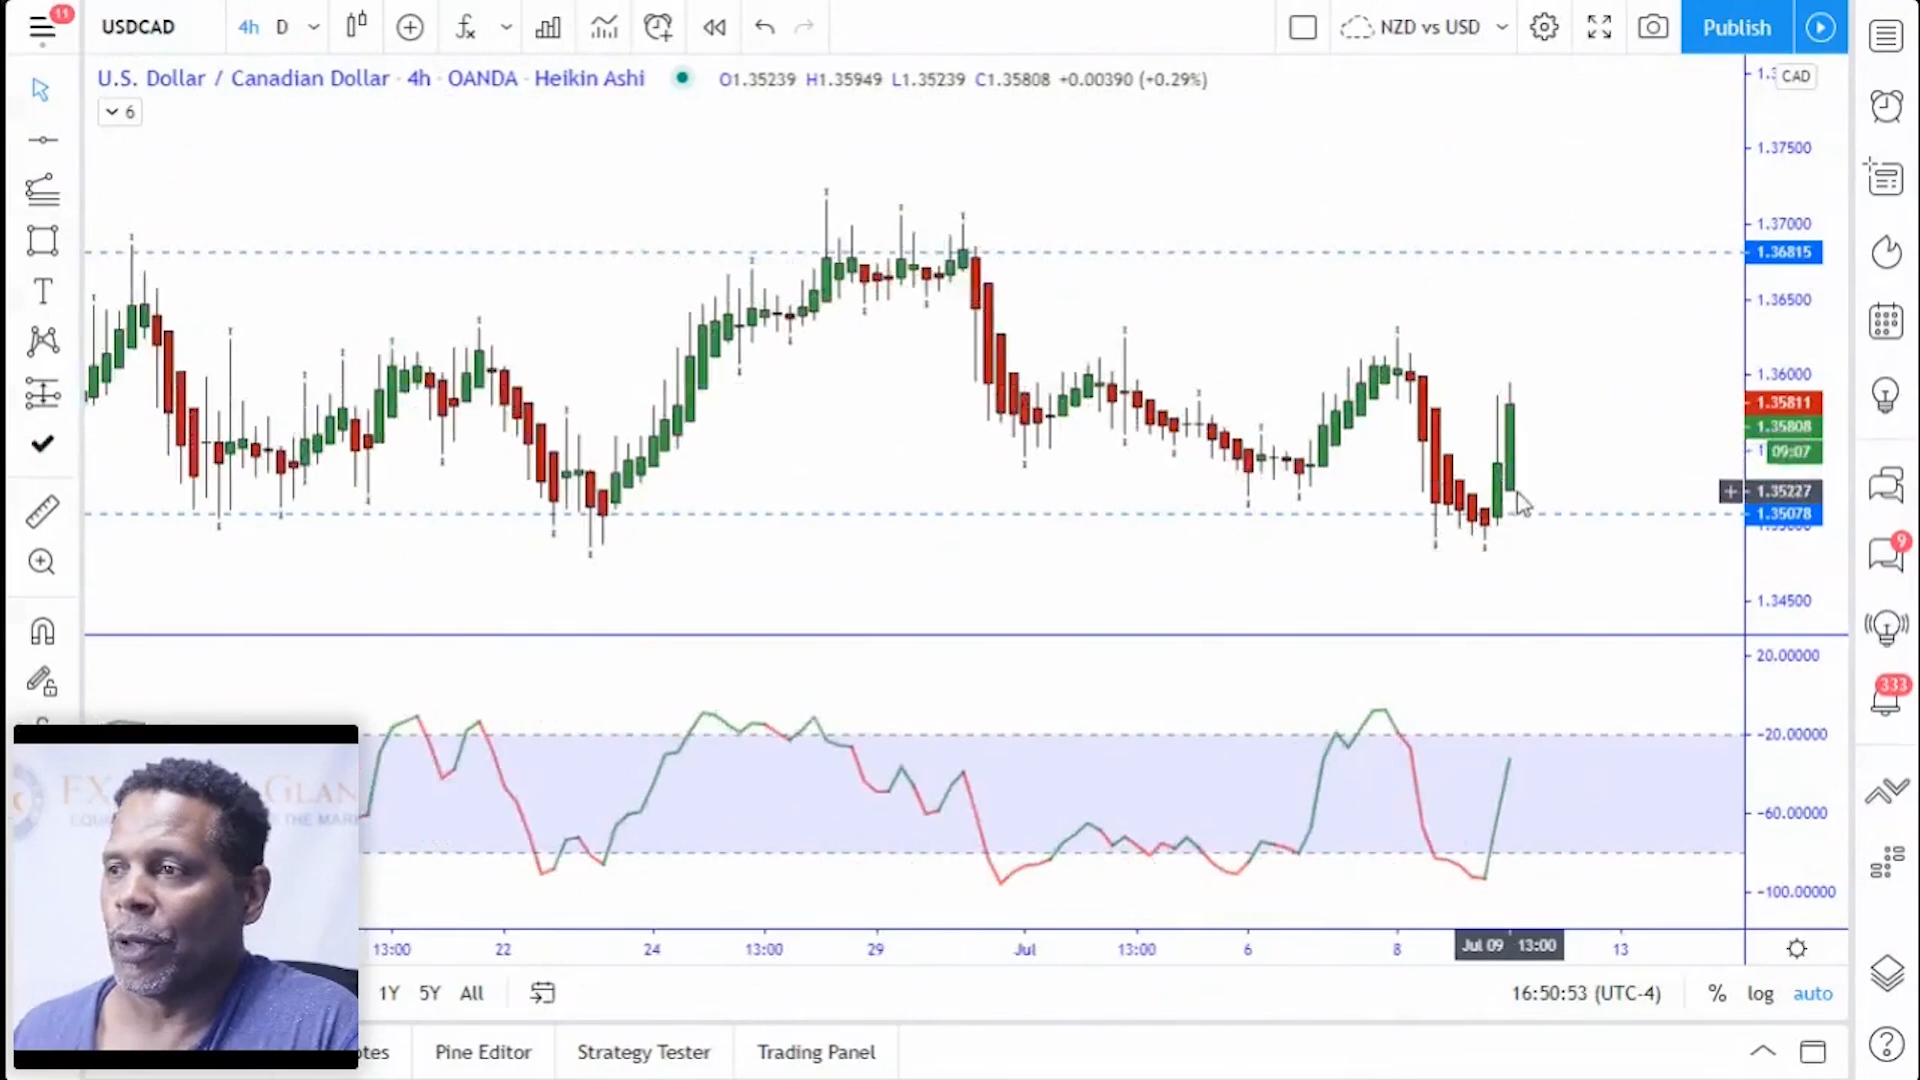 11
USDCAD
4h D
NZD vs USD
Publish
U.S. Dollar / Canadian Dollar · 4h · OANDA · Heikin Ashi
O1.35239 H1.35949 L1.35239 C1.35808 +0.00390 (+0.29%)
CAD
6
1.37500
1.37000
1.36815
1.36500
1.36000
1.35811
1.35808
09:07
1.35227
1.35078
1.34500
20.00000
-20.00000
-60.00000
-100.00000
9
333
13:00 22 24 13:00 29 Jul 13:00 6 8 Jul 09 13:00 13
1Y 5Y All
16:50:53 (UTC-4)
% log auto
Pine Editor
Strategy Tester
Trading Panel